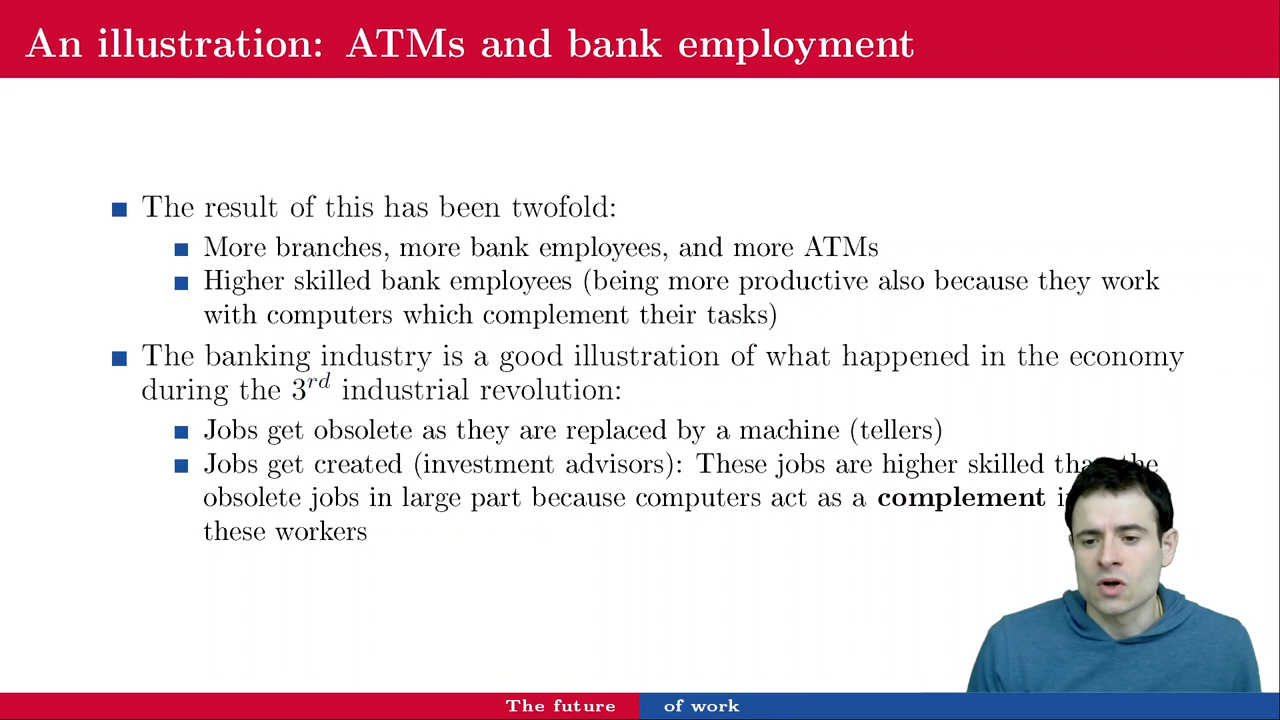 An illustration: ATMs and bank employment
The result of this has been twofold:
More branches, more bank employees, and more ATMs
Higher skilled bank employees (being more productive also because they work
with computers which complement their tasks)
The banking industry is a good illustration of what happened in the economy
during the 3rd industrial revolution:
Jobs get obsolete as they are replaced by a machine (tellers)
Jobs get created (investment advisors): These jobs are higher skilled than the
obsolete jobs in large part because computers act as a complement
these workers
The future of work